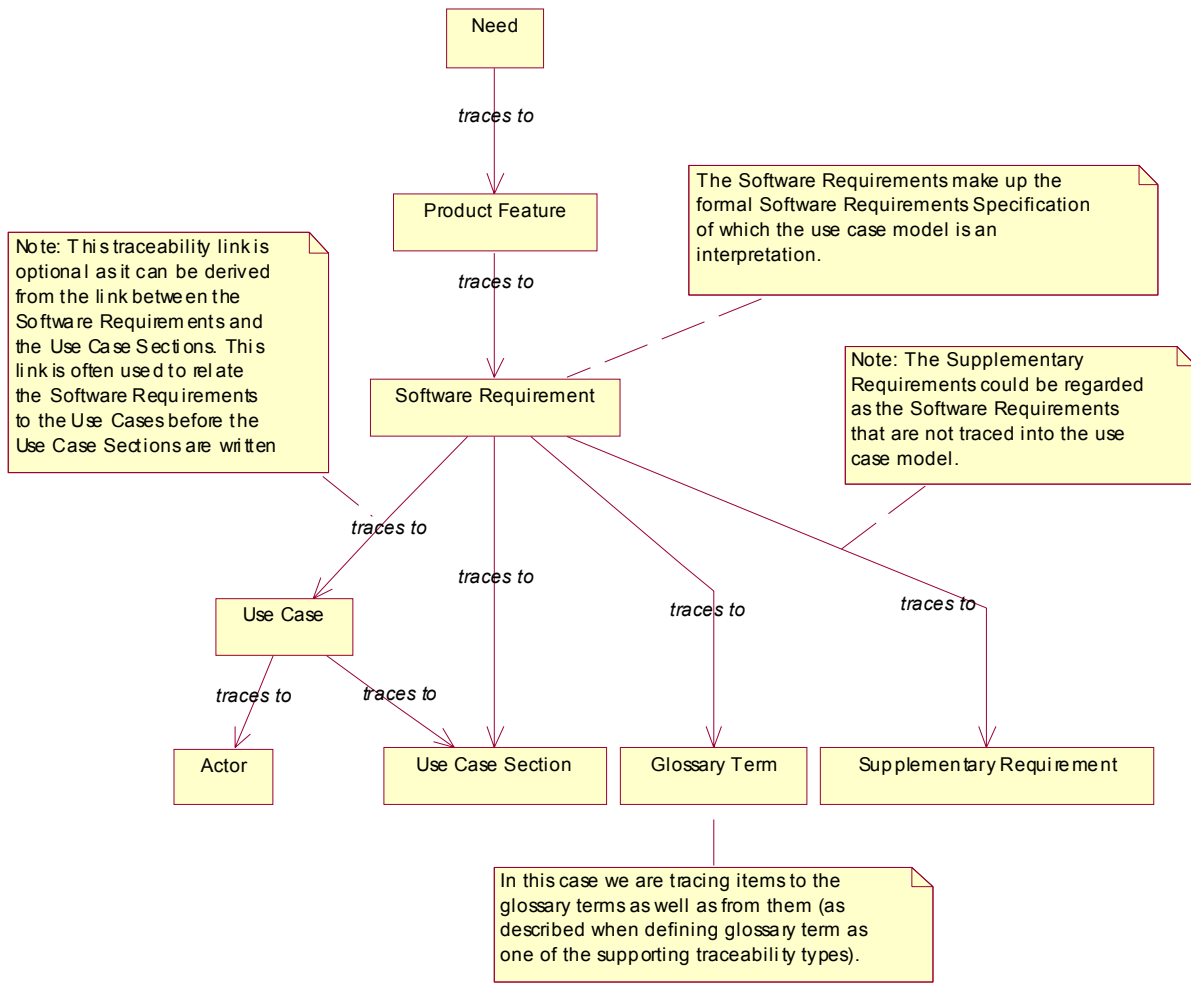 Need
traces to
Product Feature
The Software Requirements make up the
formal Software Requirements Specification
of which the use case model is an
interpretation.
Note: This traceability link is
optional as it can be derived
from the link between the
Software Requirements and
the Use Case Sections. This
link is often used to relate
the Software Requirements
to the Use Cases before the
Use Case Sections are written
traces to
Software Requirement
Note: The Supplementary
Requirements could be regarded
as the Software Requirements
that are not traced into the use
case model.
traces to
traces to
traces to
traces to
Use Case
traces to
traces to
Actor
Use Case Section
Glossary Term
Supplementary Requirement
In this case we are tracing items to the
glossary terms as well as from them (as
described when defining glossary term as
one of the supporting traceability types).